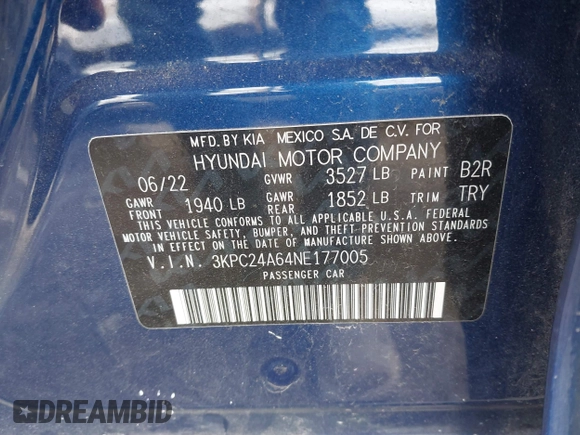 MFD. BY KIA MEXICO S.A. DE C.V. FOR
HYUNDAI MOTOR COMPANY
06/22 GVWR 3527 LB PAINT B2R
GAWR FRONT 1940 LB GAWR REAR 1852 LB TRIM TRY
THIS VEHICLE CONFORMS TO ALL APPLICABLE U.S.A. FEDERAL
MOTOR VEHICLE SAFETY, BUMPER, AND THEFT PREVENTION STANDARDS
IN EFFECT ON THE DATE OF MANUFACTURE SHOWN ABOVE.
V.I.N. 3KPC24A64NE177005
PASSENGER CAR
DREAMBID